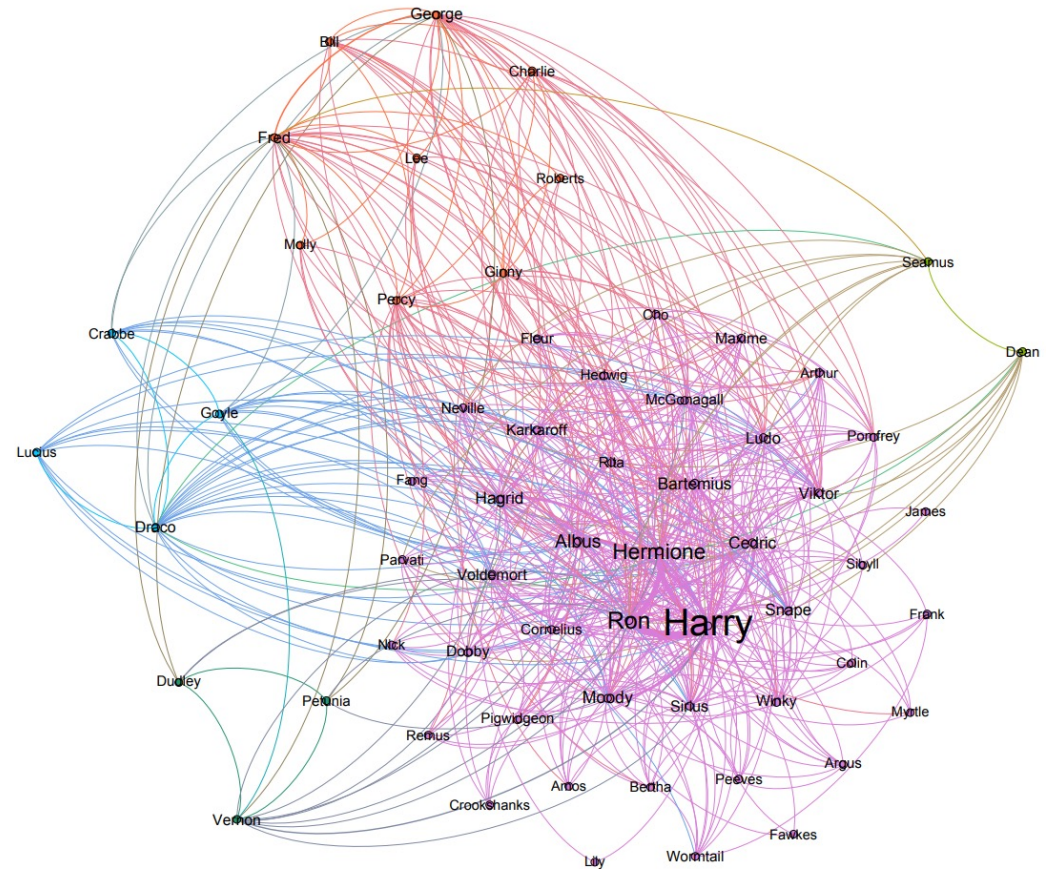 George
Bill
Charlie
Fred
Lee
Roberts
Molly
Ginny
Seamus
Percy
Cho
Crabbe
Fleur
Maxime
Dean
Hedwig
Arthur
McGonagall
Neville
Goyle
Karkaroff
Ludo
Pomfrey
Lucius
Rita
Fang
Bartemius
Hagrid
Viktor
James
Draco
Albus
Hermione
Cedric
Parvati
Sibyll
Voldemort
Snape
Frank
Ron
Harry
Cornelius
Nick
Dobby
Colin
Dudley
Petunia
Moody
Sirius
Winky
Myrtle
Pigwidgeon
Remus
Argus
Peeves
Amos
Bertha
Crookshanks
Vernon
Fawkes
Wormtail
Lily